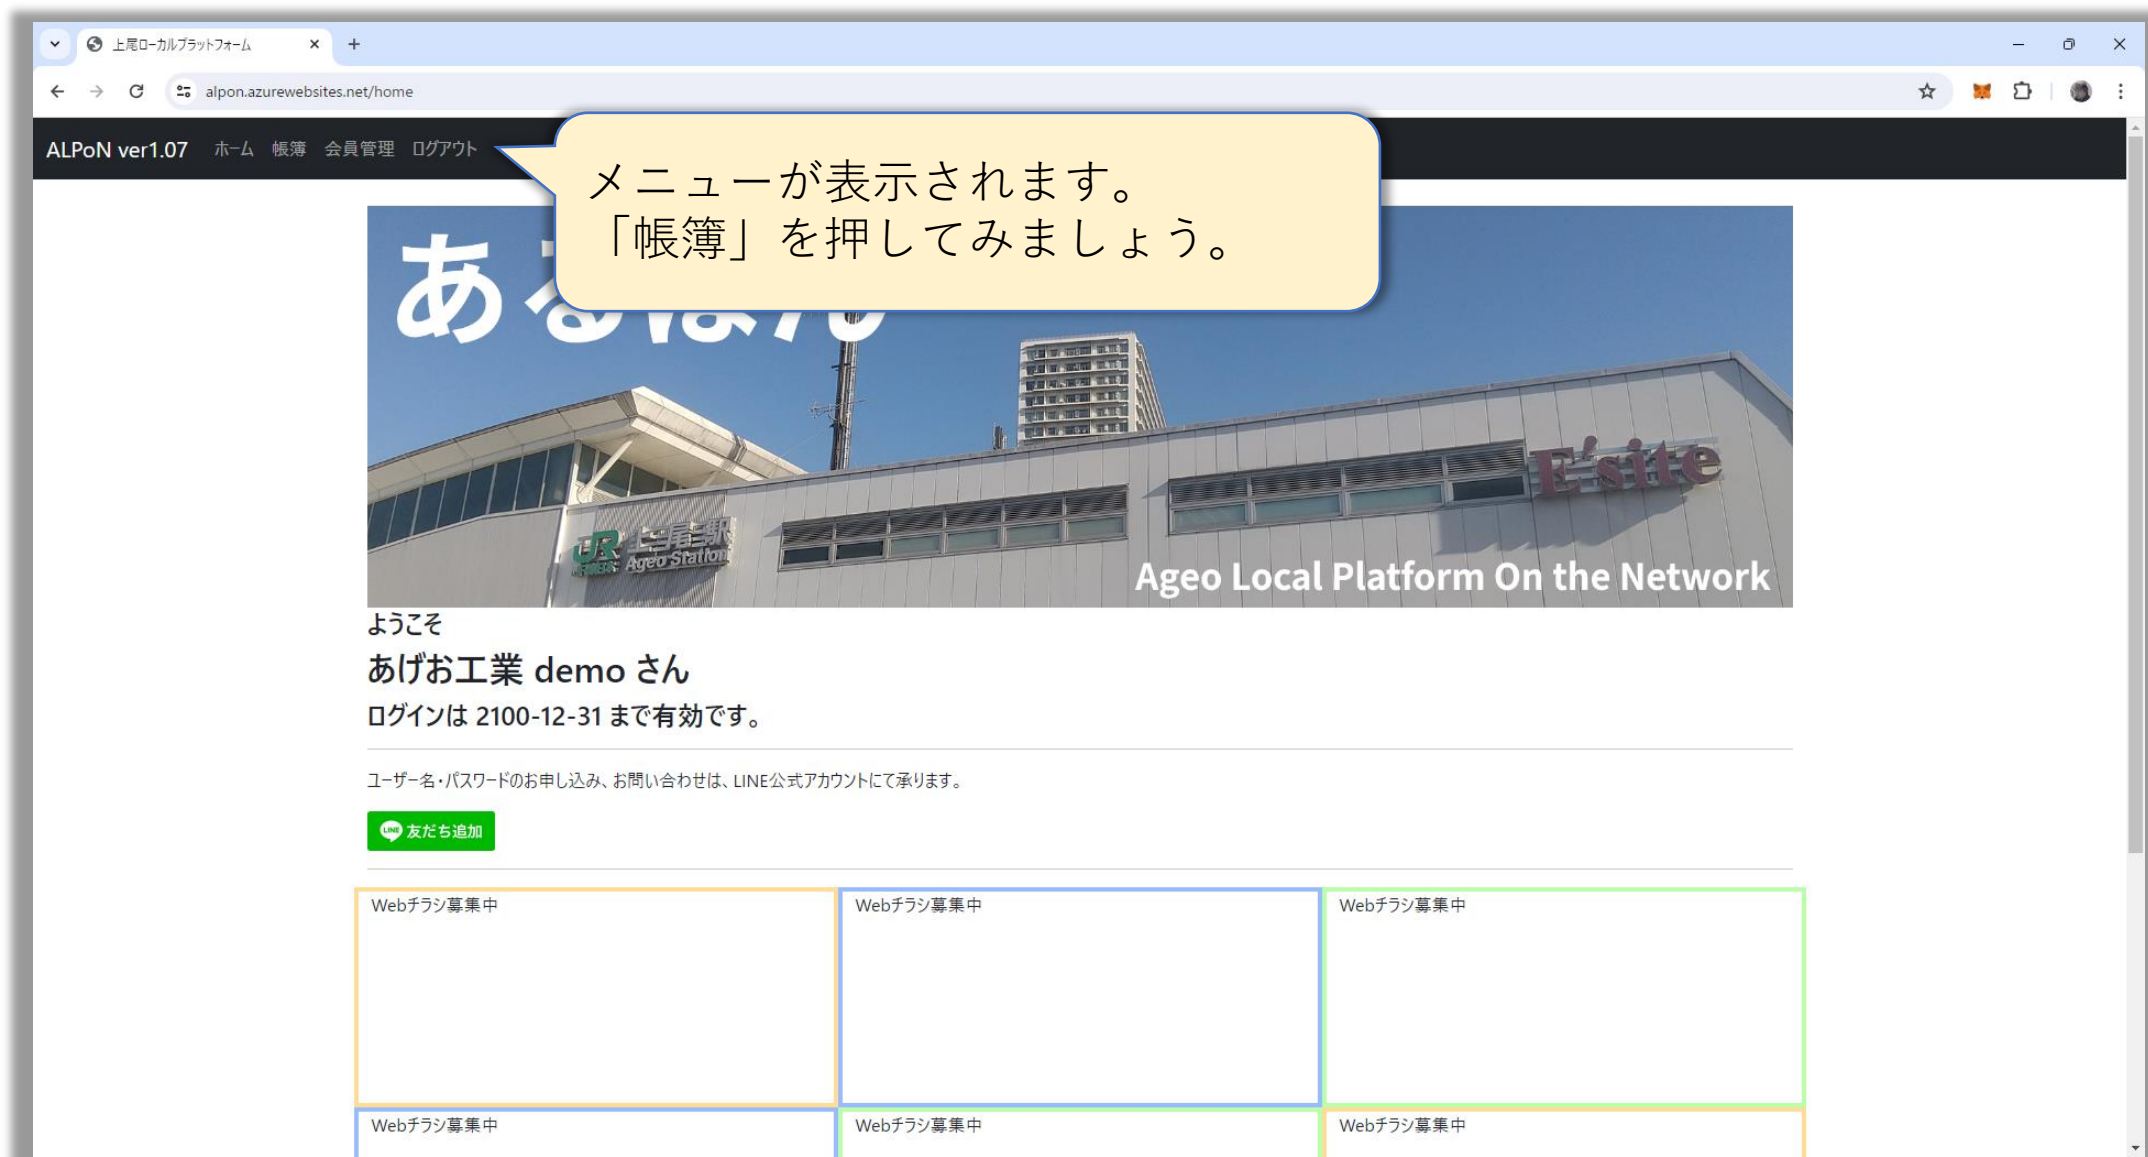 上尾ローカルプラットフォーム
alpon.azurewebsites.net/home
ALPoN ver1.07 ホーム 帳簿 会員管理 ログアウト
メニューが表示されます。
「帳簿」を押してみましょう。
あるぽん
JR 上尾駅
Ageo Station
E'site
Ageo Local Platform On the Network
ようこそ
あげお工業 demo さん
ログインは 2100-12-31 まで有効です。
ユーザー名・パスワードのお申し込み、お問い合わせは、LINE公式アカウントにて承ります。
LINE 友だち追加
Webチラシ募集中 Webチラシ募集中 Webチラシ募集中
Webチラシ募集中 Webチラシ募集中 Webチラシ募集中